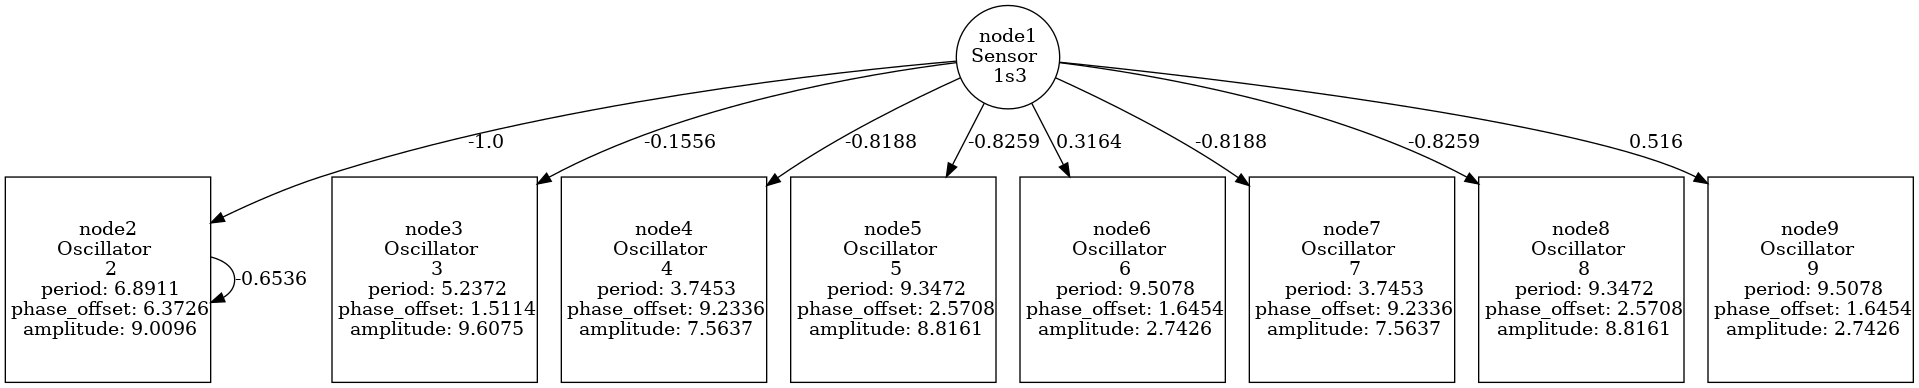 node1
Sensor
1s3
-1.0
-0.1556
-0.8188
-0.8259
0.3164
-0.8188
-0.8259
0.516
node2
Oscillator
2
period: 6.8911
phase_offset: 6.3726
amplitude: 9.0096
-0.6536
node3
Oscillator
3
period: 5.2372
phase_offset: 1.5114
amplitude: 9.6075
node4
Oscillator
4
period: 3.7453
phase_offset: 9.2336
amplitude: 7.5637
node5
Oscillator
5
period: 9.3472
phase_offset: 2.5708
amplitude: 8.8161
node6
Oscillator
6
period: 9.5078
phase_offset: 1.6454
amplitude: 2.7426
node7
Oscillator
7
period: 3.7453
phase_offset: 9.2336
amplitude: 7.5637
node8
Oscillator
8
period: 9.3472
phase_offset: 2.5708
amplitude: 8.8161
node9
Oscillator
9
period: 9.5078
phase_offset: 1.6454
amplitude: 2.7426